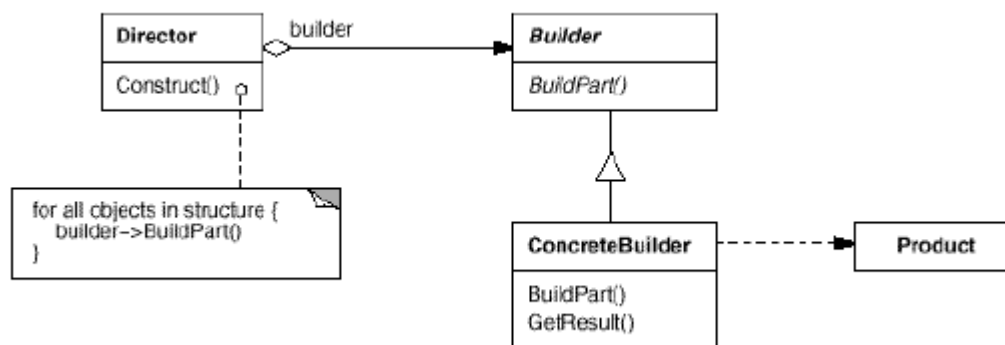 Director
builder
Builder
Construct()
BuildPart()
for all objects in structure {
builder->BuildPart()
}
ConcreteBuilder
Product
BuildPart()
GetResult()